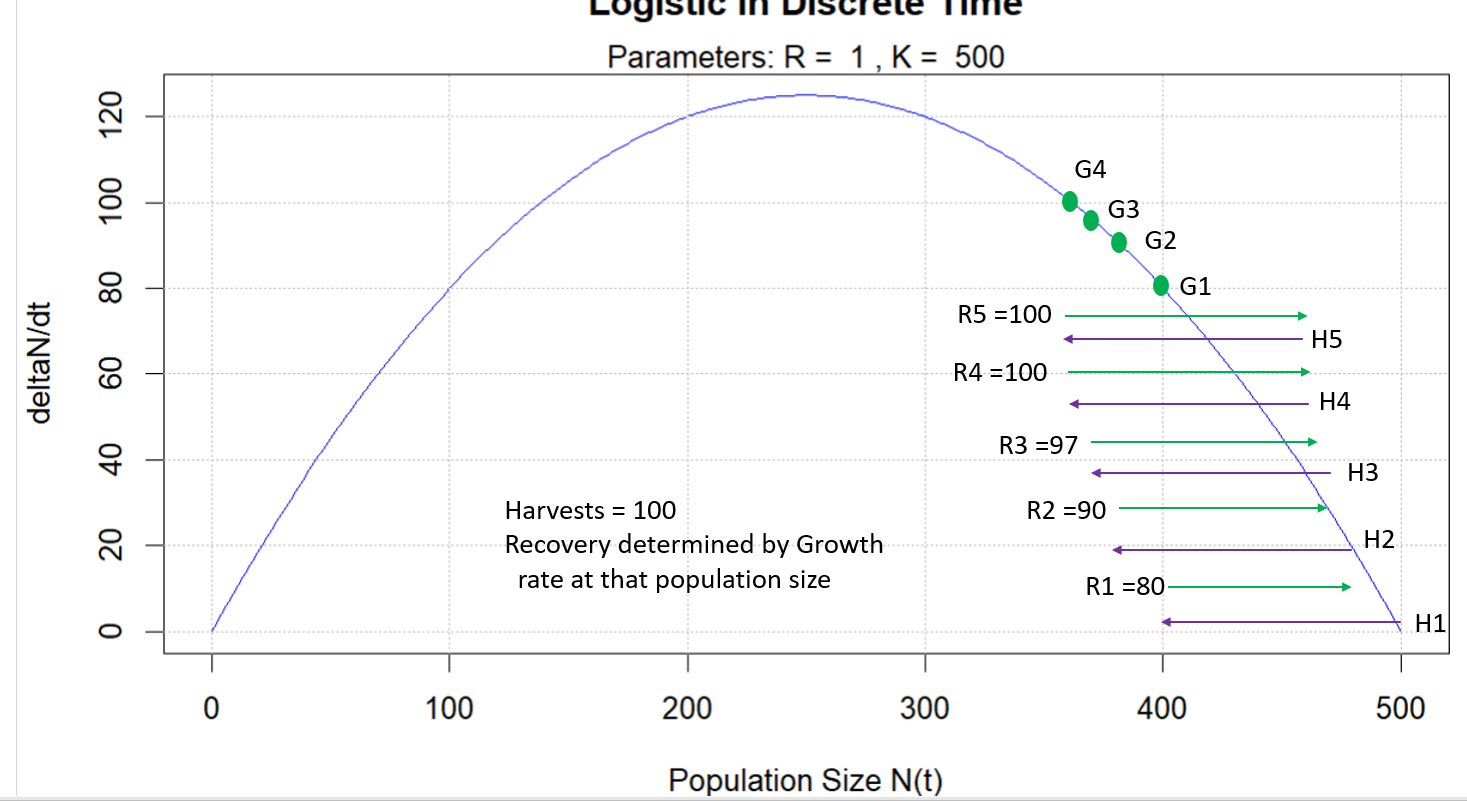 Logistic in Discrete Time
Parameters: R = 1 , K = 500
deltaN/dt
120
100
80
60
40
20
0
G4
G3
G2
G1
R5 =100
H5
R4 =100
H4
R3 =97
H3
R2 =90
H2
R1 =80
H1
Harvests = 100
Recovery determined by Growth
rate at that population size
0 100 200 300 400 500
Population Size N(t)